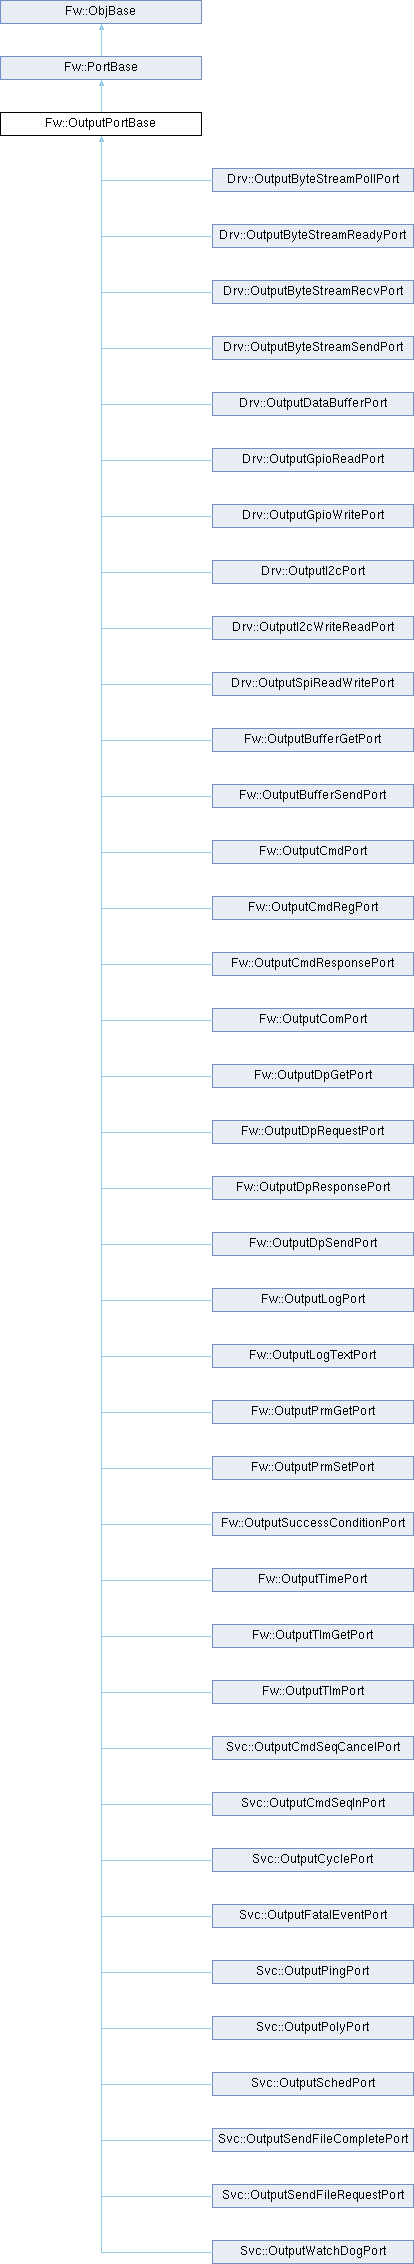 Fw::ObjBase
Fw::PortBase
Fw::OutputPortBase
Drv::OutputByteStreamPollPort
Drv::OutputByteStreamReadyPort
Drv::OutputByteStreamRecvPort
Drv::OutputByteStreamSendPort
Drv::OutputDataBufferPort
Drv::OutputGpioReadPort
Drv::OutputGpioWritePort
Drv::OutputI2cPort
Drv::OutputI2cWriteReadPort
Drv::OutputSpiReadWritePort
Fw::OutputBufferGetPort
Fw::OutputBufferSendPort
Fw::OutputCmdPort
Fw::OutputCmdRegPort
Fw::OutputCmdResponsePort
Fw::OutputComPort
Fw::OutputDpGetPort
Fw::OutputDpRequestPort
Fw::OutputDpResponsePort
Fw::OutputDpSendPort
Fw::OutputLogPort
Fw::OutputLogTextPort
Fw::OutputPrmGetPort
Fw::OutputPrmSetPort
Fw::OutputSuccessConditionPort
Fw::OutputTimePort
Fw::OutputTlmGetPort
Fw::OutputTlmPort
Svc::OutputCmdSeqCancelPort
Svc::OutputCmdSeqInPort
Svc::OutputCyclePort
Svc::OutputFatalEventPort
Svc::OutputPingPort
Svc::OutputPolyPort
Svc::OutputSchedPort
Svc::OutputSendFileCompletePort
Svc::OutputSendFileRequestPort
Svc::OutputWatchDogPort